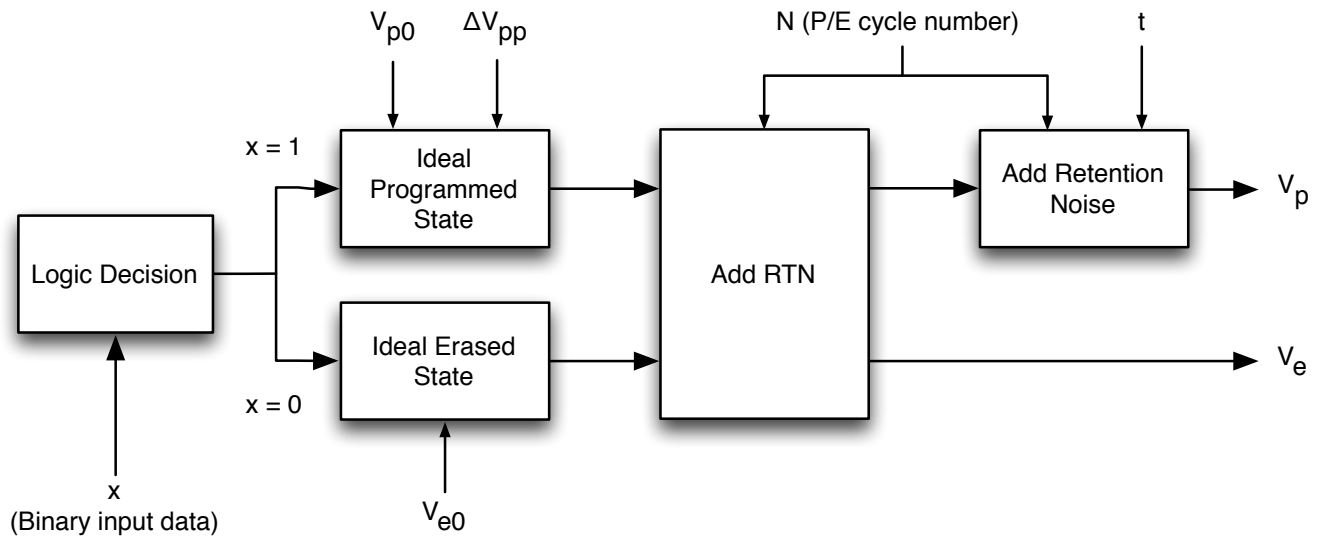 V_p0
ΔV_pp
N (P/E cycle number)
t
x = 1
Ideal
Programmed
State
Add Retention
Noise
V_p
Logic Decision
Add RTN
Ideal Erased
State
V_e
x = 0
x
(Binary input data)
V_e0